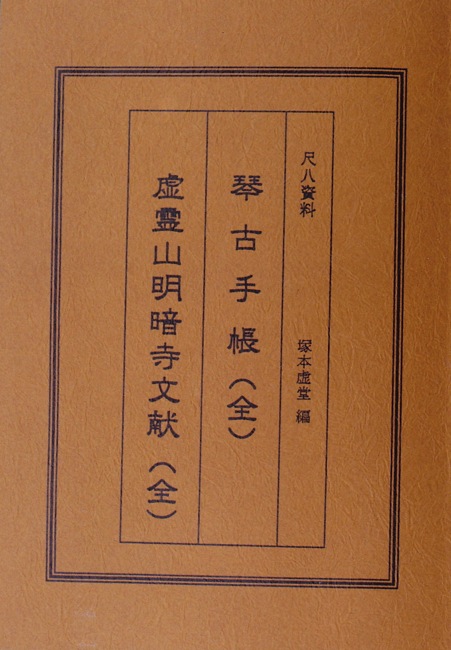 尺八資料
塚本虚堂 編
琴古手帳（全）
虚霊山明暗寺文献（全）